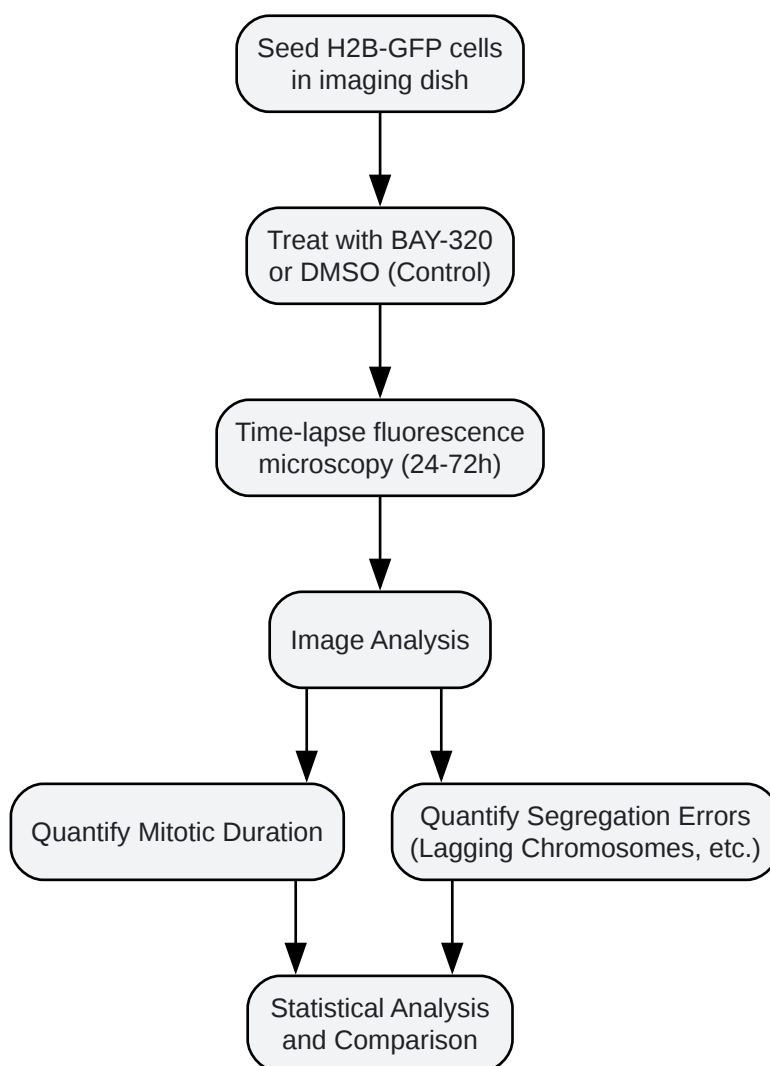 Seed H2B-GFP cells
in imaging dish
Treat with BAY-320
or DMSO (Control)
Time-lapse fluorescence
microscopy (24-72h)
Image Analysis
Quantify Mitotic Duration
Quantify Segregation Errors
(Lagging Chromosomes, etc.)
Statistical Analysis
and Comparison